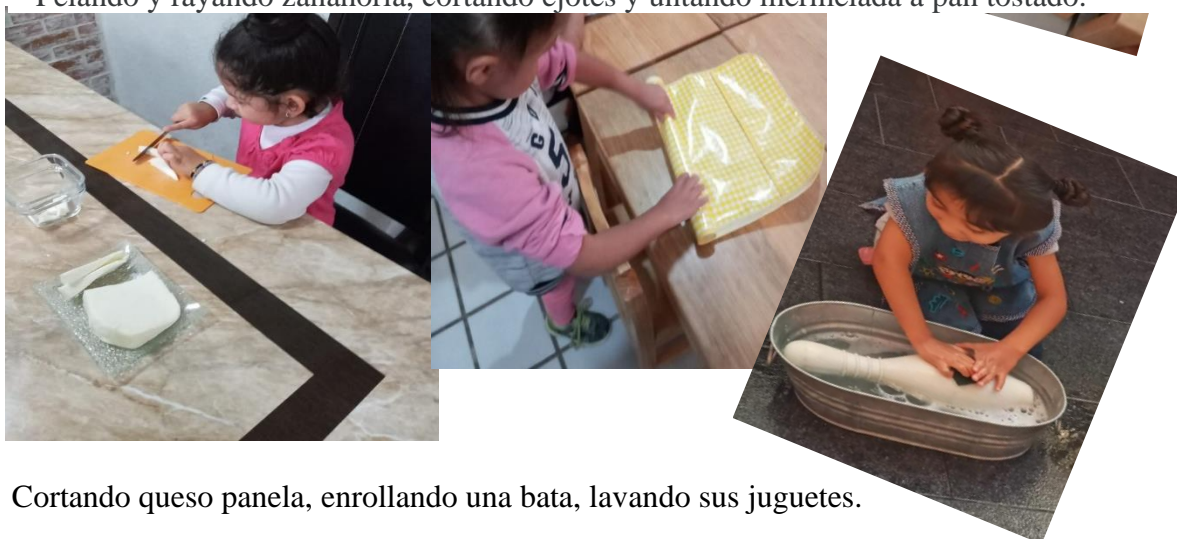 Pelando y rayando zanahoria, cortando ejotes y untando mermelada a pan tostado.
Cortando queso panela, enrollando una bata, lavando sus juguetes.